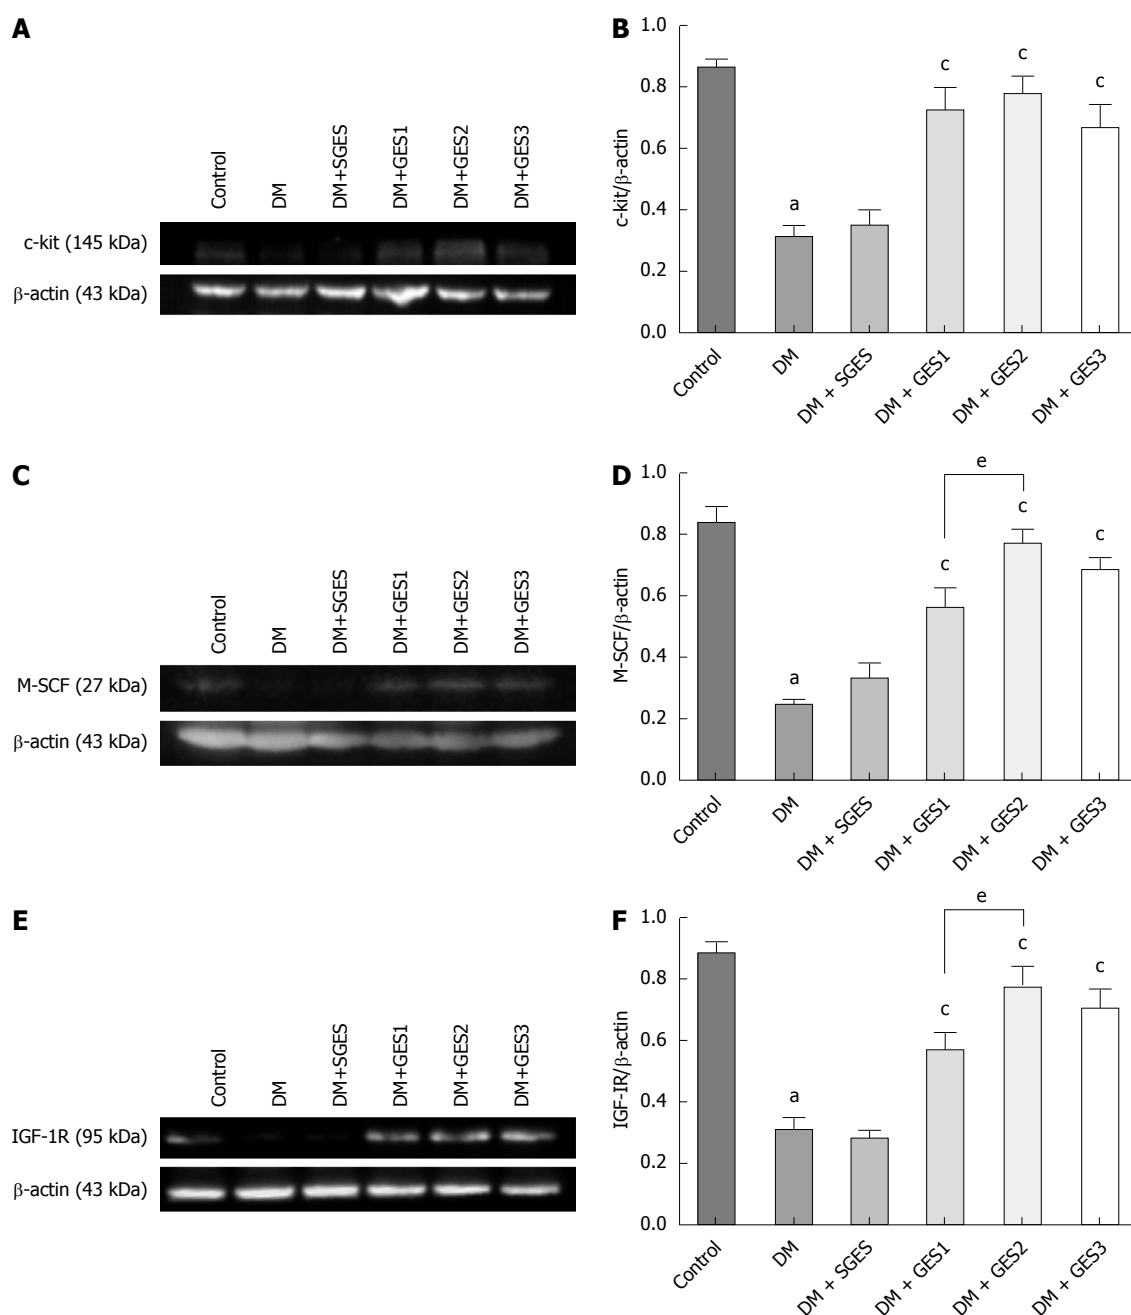 A
Control
DM
DM+SGES
DM+GES1
DM+GES2
DM+GES3
c-kit (145 kDa)
β-actin (43 kDa)
B
1.0
0.8
0.6
0.4
0.2
0.0
c-kit/β-actin
a
c
c
c
Control
DM
DM + SGES
DM + GES1
DM + GES2
DM + GES3
C
Control
DM
DM+SGES
DM+GES1
DM+GES2
DM+GES3
M-SCF (27 kDa)
β-actin (43 kDa)
D
1.0
0.8
0.6
0.4
0.2
0.0
M-SCF/β-actin
e
a
c
c
c
Control
DM
DM + SGES
DM + GES1
DM + GES2
DM + GES3
E
Control
DM
DM+SGES
DM+GES1
DM+GES2
DM+GES3
IGF-1R (95 kDa)
β-actin (43 kDa)
F
1.0
0.8
0.6
0.4
0.2
0.0
IGF-IR/β-actin
e
a
c
c
c
Control
DM
DM + SGES
DM + GES1
DM + GES2
DM + GES3